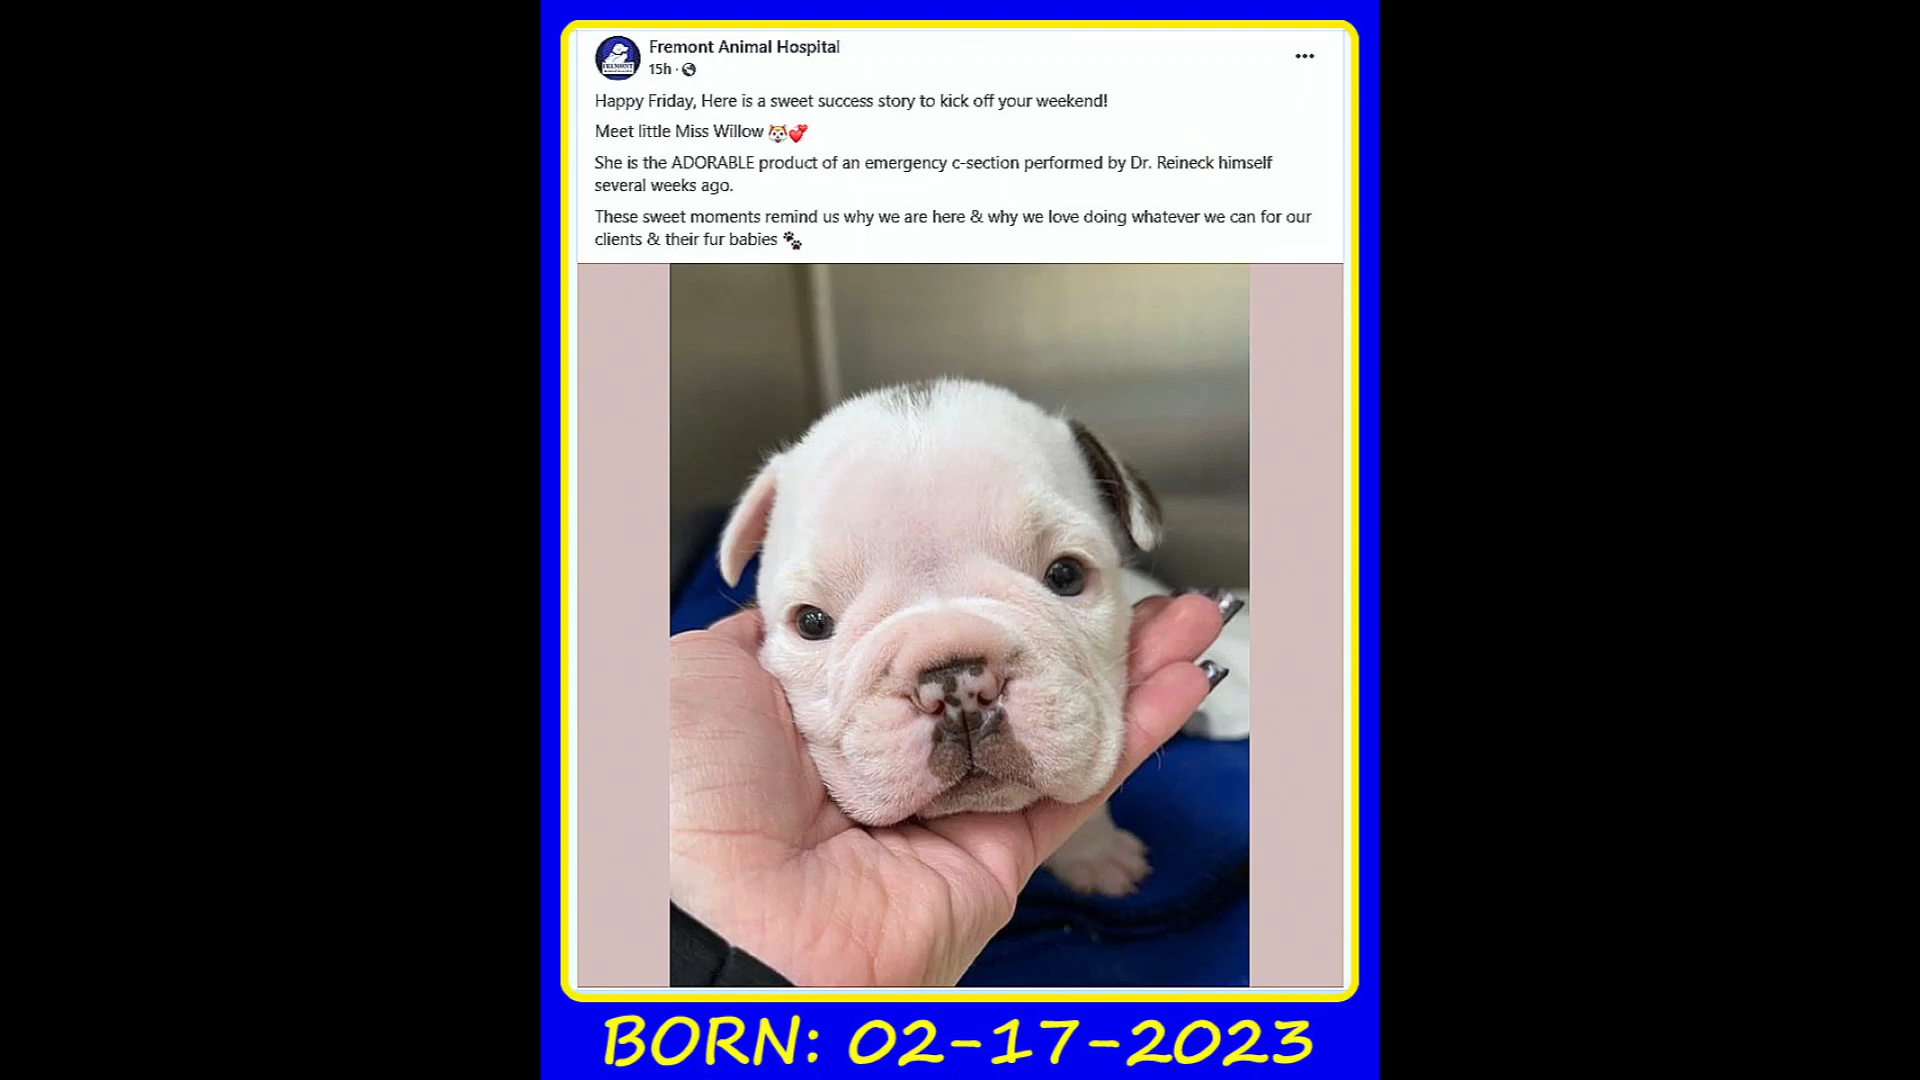 Fremont Animal Hospital
15h ·
Happy Friday, Here is a sweet success story to kick off your weekend!
Meet little Miss Willow 🐶💕
She is the ADORABLE product of an emergency c-section performed by Dr. Reineck himself
several weeks ago.
These sweet moments remind us why we are here & why we love doing whatever we can for our
clients & their fur babies 🐾
BORN: 02-17-2023